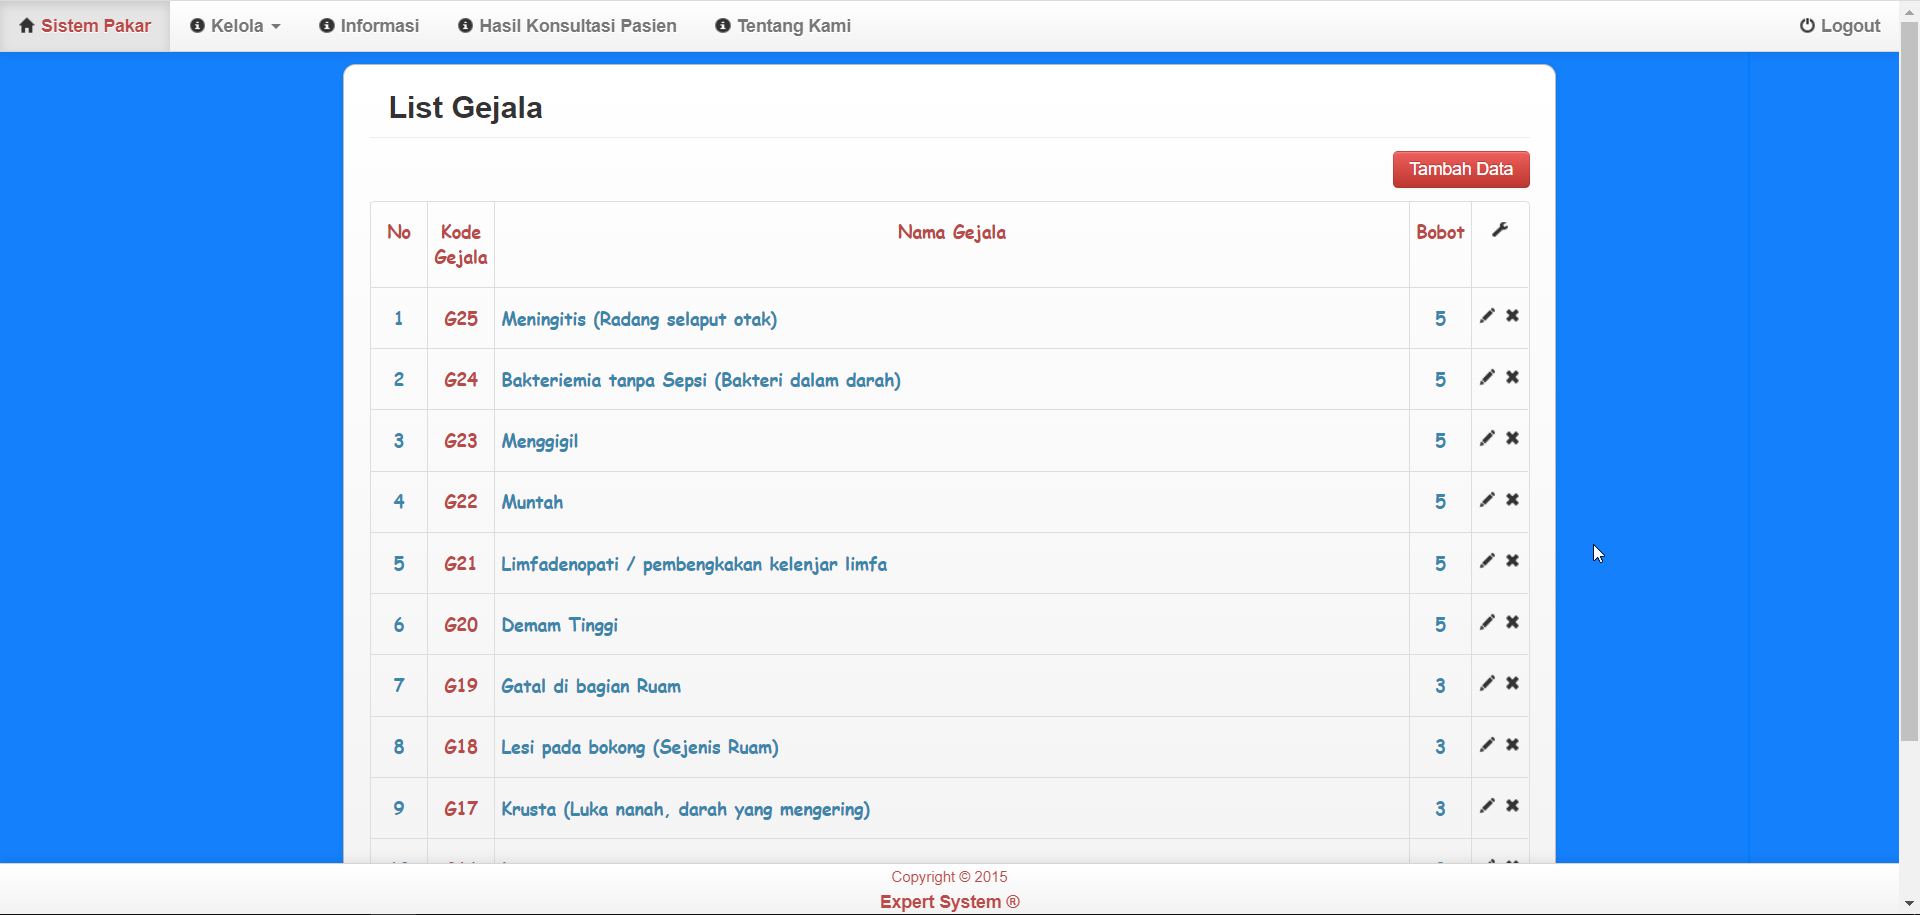 Sistem Pakar Kelola Informasi Hasil Konsultasi Pasien Tentang Kami Logout
List Gejala
Tambah Data
No Kode Gejala Nama Gejala Bobot
1 G25 Meningitis (Radang selaput otak) 5
2 G24 Bakteriemia tanpa Sepsi (Bakteri dalam darah) 5
3 G23 Menggigil 5
4 G22 Muntah 5
5 G21 Limfadenopati / pembengkakan kelenjar limfa 5
6 G20 Demam Tinggi 5
7 G19 Gatal di bagian Ruam 3
8 G18 Lesi pada bokong (Sejenis Ruam) 3
9 G17 Krusta (Luka nanah, darah yang mengering) 3
Copyright © 2015
Expert System ®